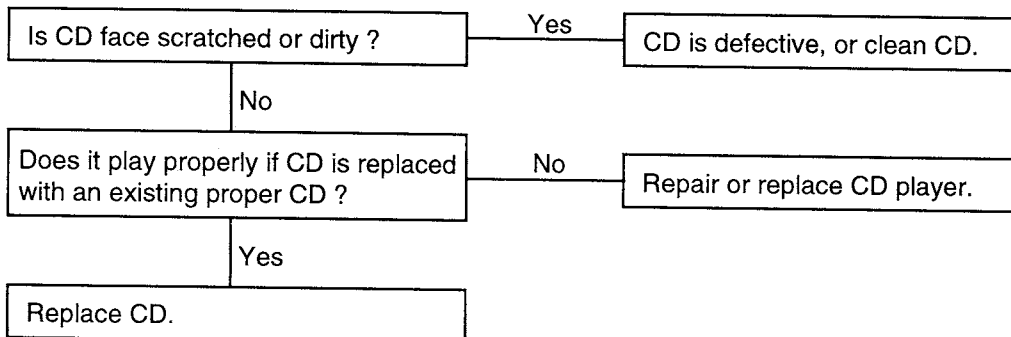 Is CD face scratched or dirty ?
Yes
CD is defective, or clean CD.
No
Does it play properly if CD is replaced
with an existing proper CD ?
No
Repair or replace CD player.
Yes
Replace CD.